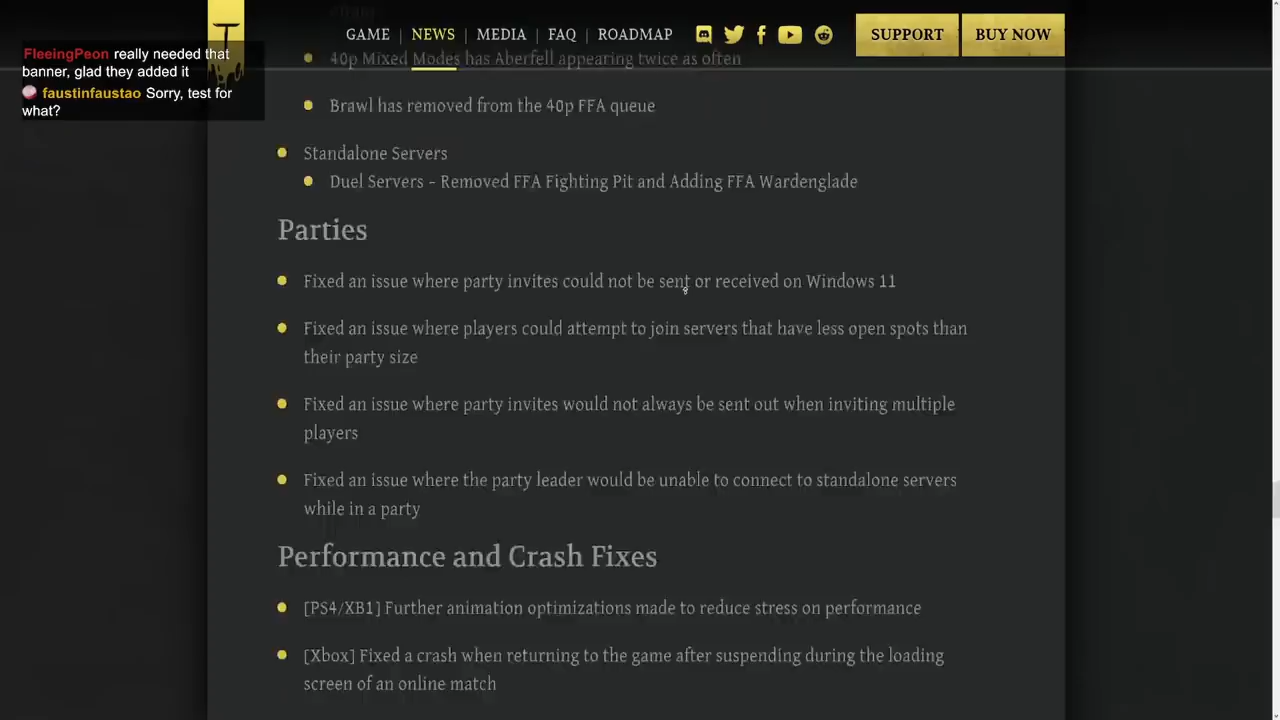 GAME | NEWS | MEDIA | FAQ | ROADMAP
SUPPORT
BUY NOW
FleeingPeon really needed that
banner, glad they added it
faustinfaustao Sorry, test for
what?
40p Mixed Modes has Aberfell appearing twice as often
Brawl has removed from the 40p FFA queue
Standalone Servers
Duel Servers – Removed FFA Fighting Pit and Adding FFA Wardenglade
Parties
Fixed an issue where party invites could not be sent or received on Windows 11
Fixed an issue where players could attempt to join servers that have less open spots than
their party size
Fixed an issue where party invites would not always be sent out when inviting multiple
players
Fixed an issue where the party leader would be unable to connect to standalone servers
while in a party
Performance and Crash Fixes
[PS4/XB1] Further animation optimizations made to reduce stress on performance
[Xbox] Fixed a crash when returning to the game after suspending during the loading
screen of an online match